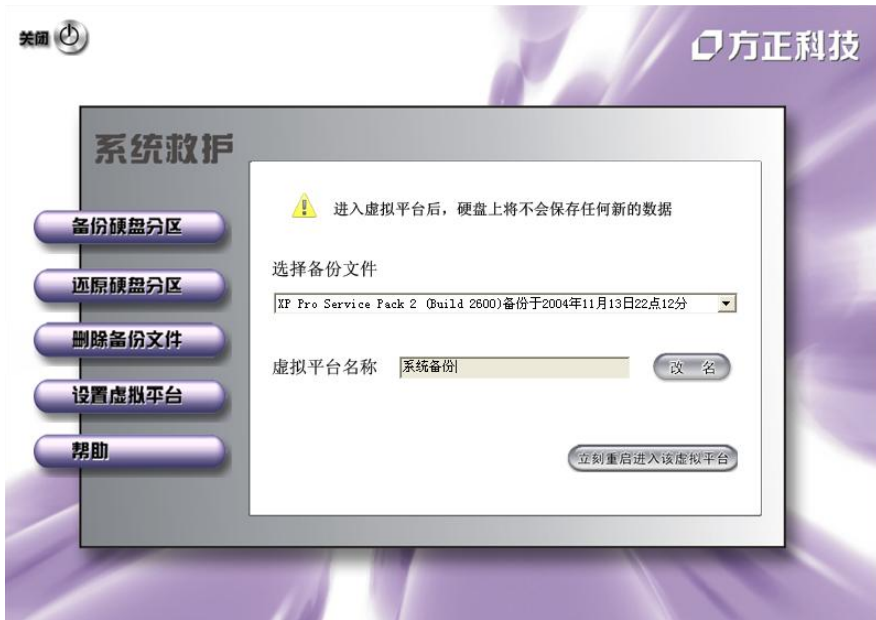 关闭
方正科技
系统救护
备份硬盘分区
还原硬盘分区
删除备份文件
设置虚拟平台
帮助
进入虚拟平台后，硬盘上将不会保存任何新的数据
选择备份文件
XP Pro Service Pack 2 (Build 2600)备份于2004年11月13日22点12分
虚拟平台名称 系统备份 改 名
立刻重启进入该虚拟平台